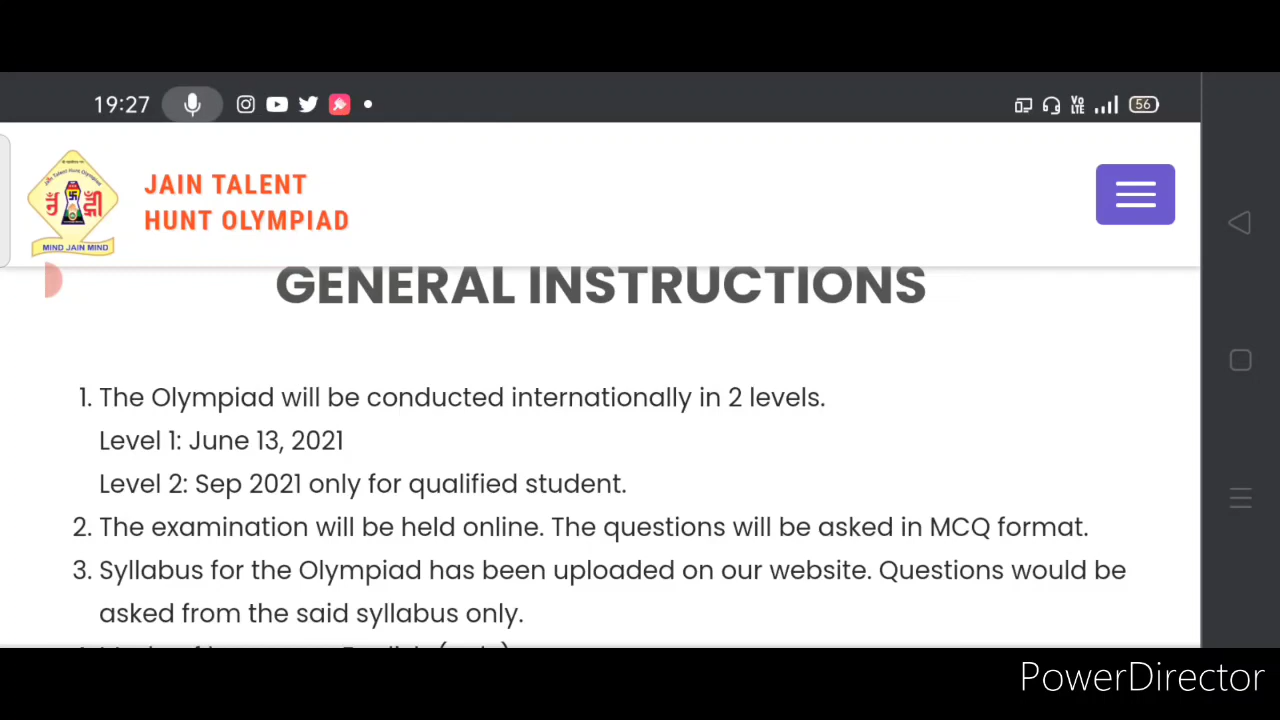 19:27
Vo
LTE
56
JAIN TALENT
HUNT OLYMPIAD
MIND JAIN MIND
GENERAL INSTRUCTIONS
1. The Olympiad will be conducted internationally in 2 levels.
Level 1: June 13, 2021
Level 2: Sep 2021 only for qualified student.
2. The examination will be held online. The questions will be asked in MCQ format.
3. Syllabus for the Olympiad has been uploaded on our website. Questions would be
asked from the said syllabus only.
PowerDirector